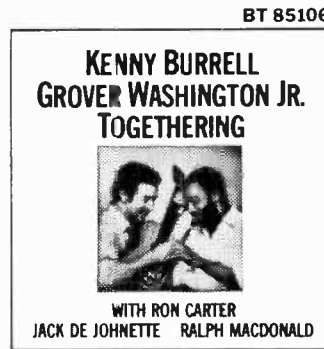 BT 85106
KENNY BURRELL
GROVER WASHINGTON JR.
TOGETHERING
WITH RON CARTER
JACK DE JOHNETTE RALPH MACDONALD